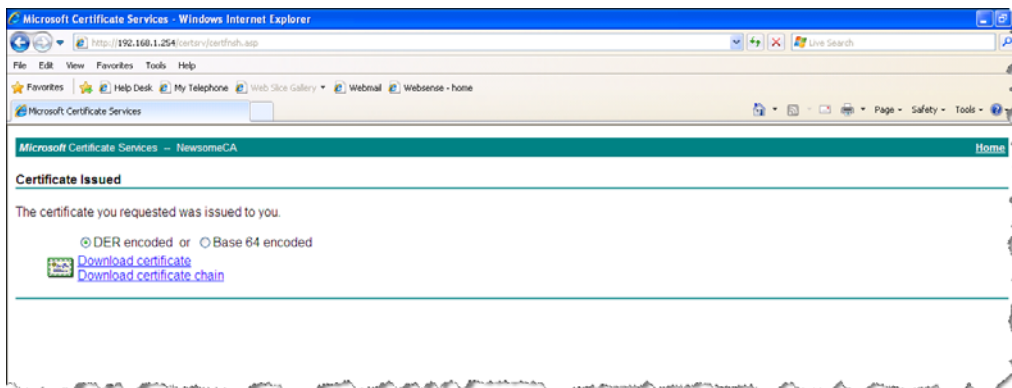 Microsoft Certificate Services - Windows Internet Explorer
http://192.168.1.254/certsrv/certfnsh.asp
Live Search
File Edit View Favorites Tools Help
Favorites Help Desk My Telephone Web Slice Gallery Webmail Websense - home
Microsoft Certificate Services
Page Safety Tools
Microsoft Certificate Services -- NewsomeCA
Home
Certificate Issued
The certificate you requested was issued to you.
DER encoded or Base 64 encoded
Download certificate
Download certificate chain